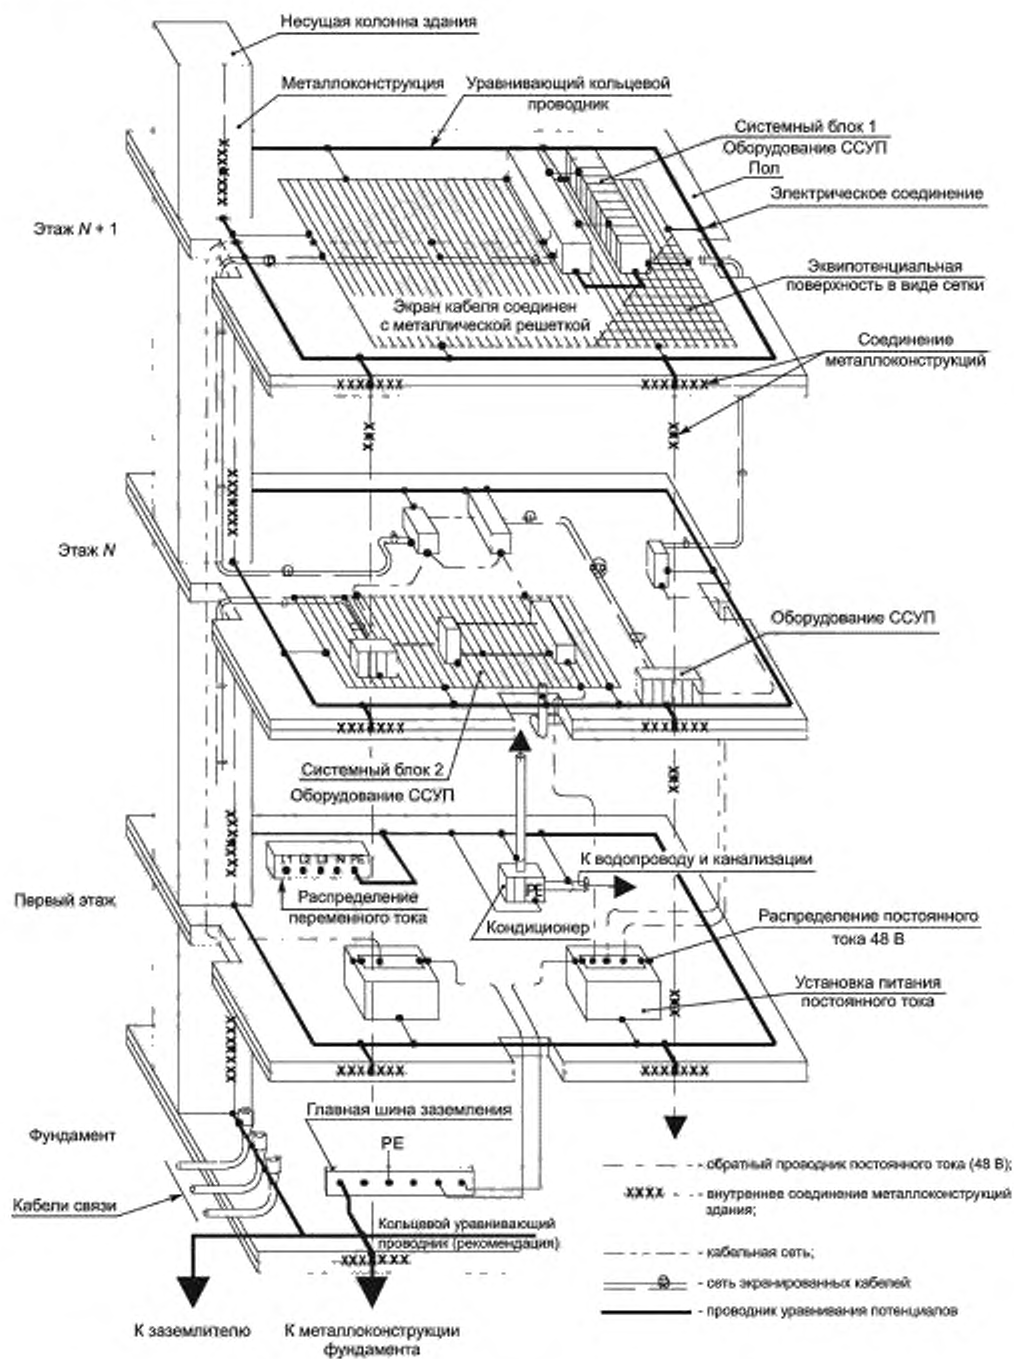 Несущая колонна здания
Металлоконструкция
Уравнивающий кольцевой
проводник
Системный блок 1
Оборудование ССУП
Пол
Электрическое соединение
Этаж N + 1
Эквипотенциальная
поверхность в виде сетки
Экран кабеля соединен
с металлической решеткой
Соединение
металлоконструкций
Этаж N
Оборудование ССУП
Системный блок 2
Оборудование ССУП
L1 L2 L3 N PE
К водопроводу и канализации
PE
Первый этаж
Распределение
переменного тока
Кондиционер
Распределение постоянного
тока 48 В
Установка питания
постоянного тока
Главная шина заземления
PE
Фундамент
Кабели связи
Кольцевой уравнивающий
проводник (рекомендация)
К заземлителю
К металлоконструкции
фундамента
- обратный проводник постоянного тока (48 В);
- внутреннее соединение металлоконструкций
здания;
- кабельная сеть;
- сеть экранированных кабелей
- проводник уравнивания потенциалов